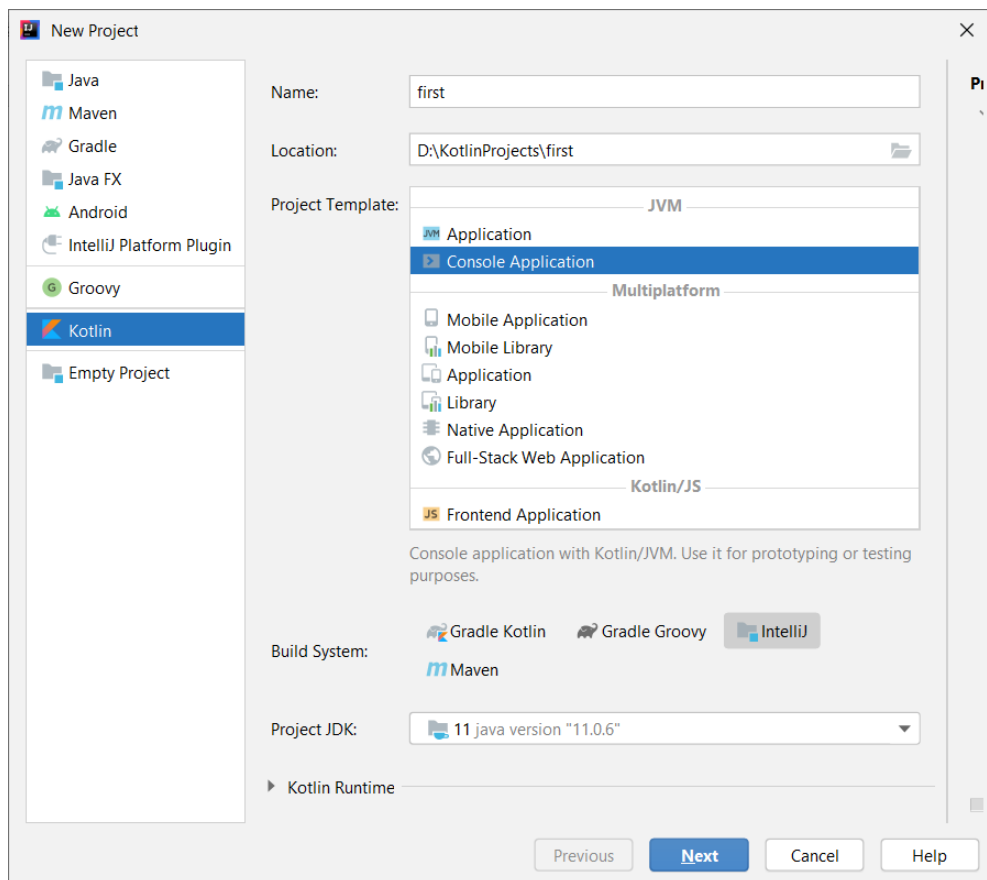 New Project
Java
Maven
Gradle
Java FX
Android
IntelliJ Platform Plugin
Groovy
Kotlin
Empty Project
Name:
first
Location:
D:\KotlinProjects\first
Project Template:
JVM
Application
Console Application
Multiplatform
Mobile Application
Mobile Library
Application
Library
Native Application
Full-Stack Web Application
Kotlin/JS
JS Frontend Application
Console application with Kotlin/JVM. Use it for prototyping or testing
purposes.
Build System:
Gradle Kotlin Gradle Groovy IntelliJ
Maven
Project JDK:
11 java version "11.0.6"
Kotlin Runtime
Previous Next Cancel Help